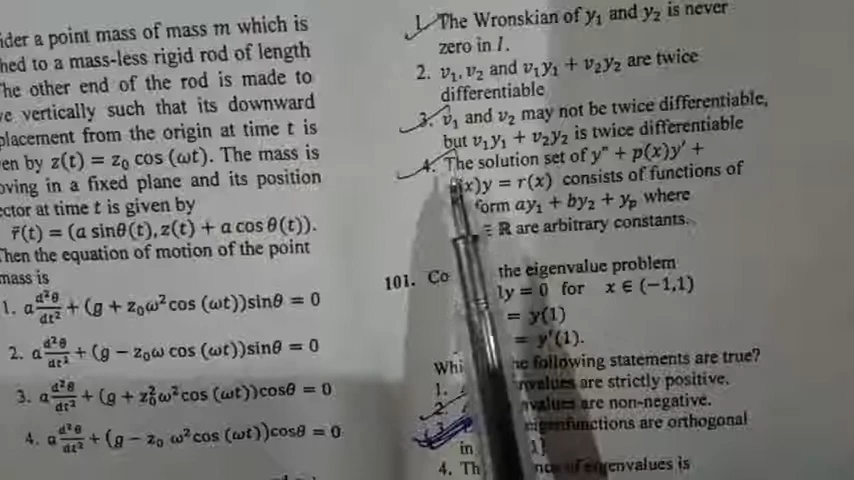 ider a point mass of mass m which is
hed to a mass-less rigid rod of length
he other end of the rod is made to
e vertically such that its downward
placement from the origin at time t is
en by z(t) = z₀ cos (ωt). The mass is
oving in a fixed plane and its position
ector at time t is given by
r⃗(t) = (a sinθ(t), z(t) + a cos θ(t)).
Then the equation of motion of the point
mass is
1. a d²θ/dt² + (g + z₀ω² cos (ωt))sinθ = 0
2. a d²θ/dt² + (g − z₀ω cos (ωt))sinθ = 0
3. a d²θ/dt² + (g + z₀²ω² cos (ωt))cosθ = 0
4. a d²θ/dt² + (g − z₀ ω² cos (ωt))cosθ = 0
1. The Wronskian of y₁ and y₂ is never
zero in I.
2. v₁, v₂ and v₁y₁ + v₂y₂ are twice
differentiable
3. v₁ and v₂ may not be twice differentiable,
but v₁y₁ + v₂y₂ is twice differentiable
4. The solution set of y" + p(x)y' +
(x)y = r(x) consists of functions of
form ay₁ + by₂ + yₚ where
∈ ℝ are arbitrary constants.
101. Co the eigenvalue problem
y = 0 for x ∈ (−1,1)
= y(1)
= y'(1).
Whi he following statements are true?
1. nvalues are strictly positive.
2. nvalues are non-negative.
3. eigenfunctions are orthogonal
in 1]
4. Th nce of eigenvalues is